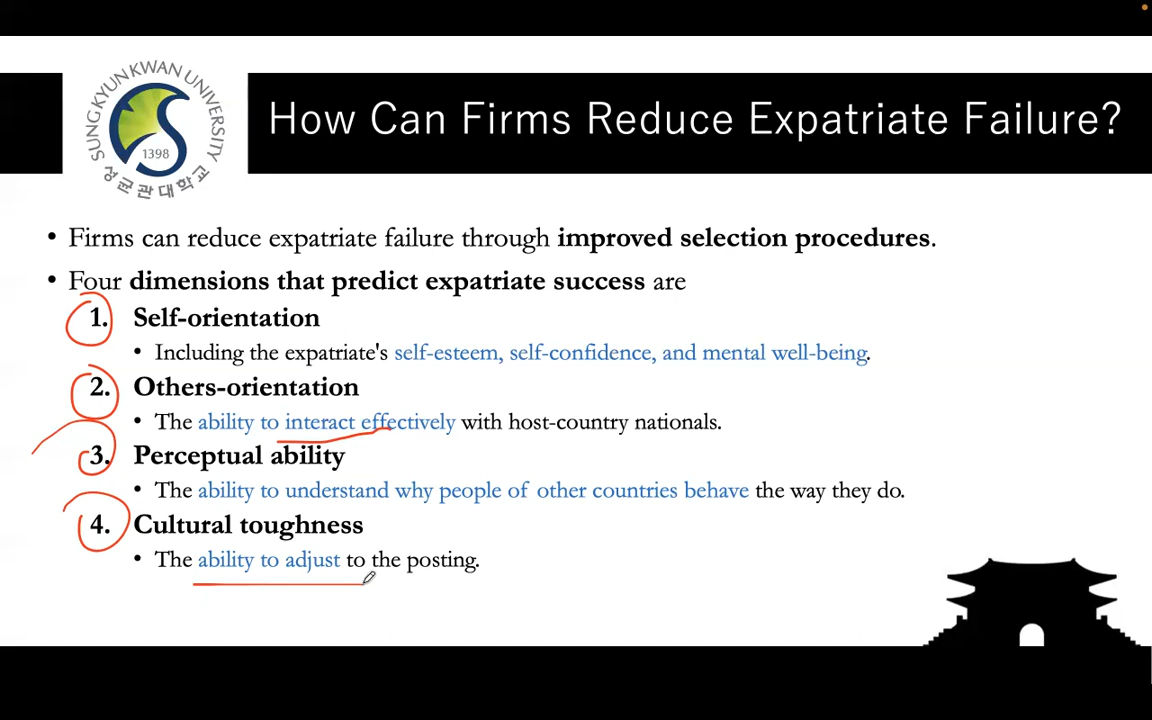 SUNGKYUNKWAN UNIVERSITY
1398
성균관대학교
How Can Firms Reduce Expatriate Failure?
• Firms can reduce expatriate failure through improved selection procedures.
• Four dimensions that predict expatriate success are
1. Self-orientation
• Including the expatriate's self-esteem, self-confidence, and mental well-being.
2. Others-orientation
• The ability to interact effectively with host-country nationals.
3. Perceptual ability
• The ability to understand why people of other countries behave the way they do.
4. Cultural toughness
• The ability to adjust to the posting.